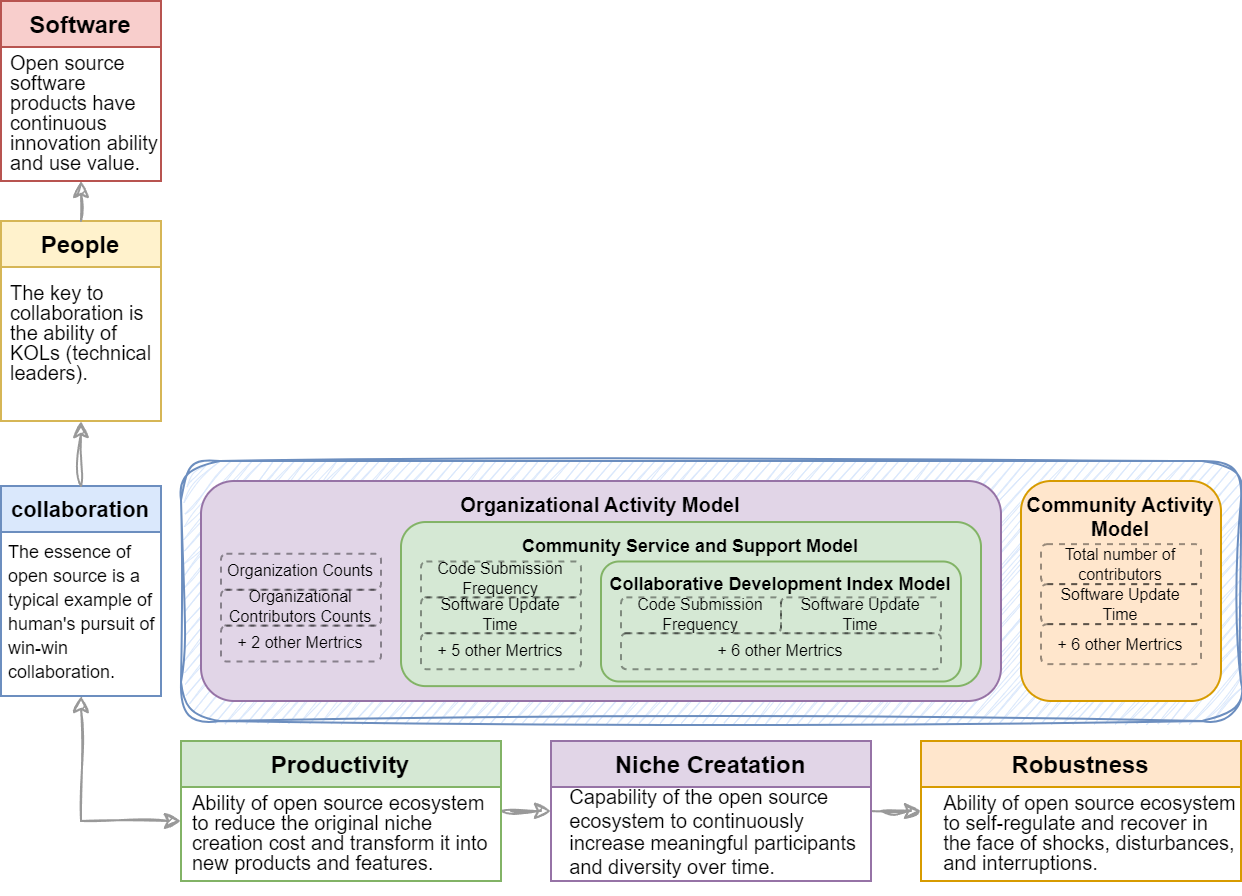 Software
Open source
software
products have
continuous
innovation ability
and use value.
People
The key to
collaboration is
the ability of
KOLs (technical
leaders).
collaboration
The essence of
open source is a
typical example of
human's pursuit of
win-win
collaboration.
Organizational Activity Model
Organization Counts
Organizational
Contributors Counts
+ 2 other Mertrics
Community Service and Support Model
Code Submission
Frequency
Software Update
Time
+ 5 other Mertrics
Collaborative Development Index Model
Code Submission
Frequency
Software Update
Time
+ 6 other Mertrics
Community Activity
Model
Total number of
contributors
Software Update
Time
+ 6 other Mertrics
Productivity
Ability of open source ecosystem
to reduce the original niche
creation cost and transform it into
new products and features.
Niche Creatation
Capability of the open source
ecosystem to continuously
increase meaningful participants
and diversity over time.
Robustness
Ability of open source ecosystem
to self-regulate and recover in
the face of shocks, disturbances,
and interruptions.